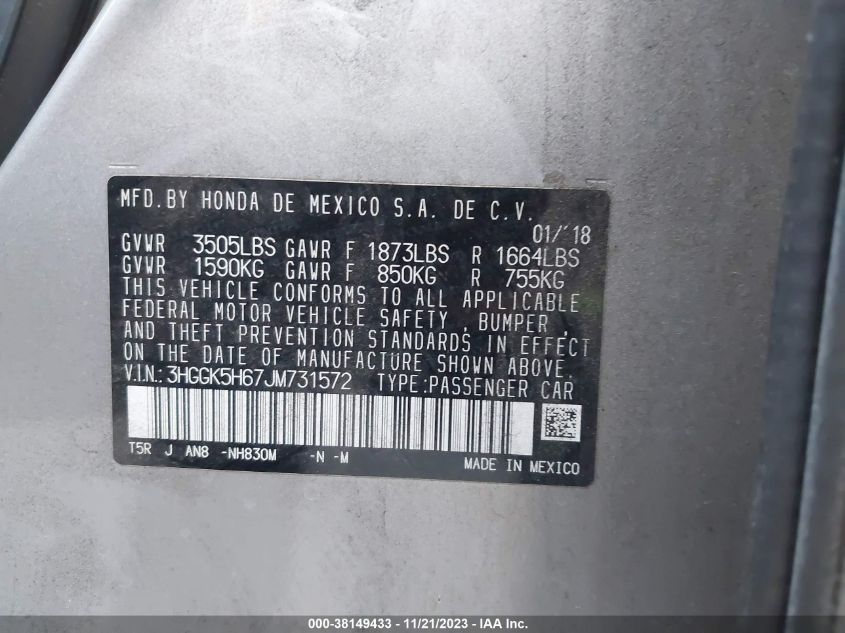 MFD.BY HONDA DE MEXICO S.A. DE C.V.
01/'18
GVWR 3505LBS GAWR F 1873LBS R 1664LBS
GVWR 1590KG GAWR F 850KG R 755KG
THIS VEHICLE CONFORMS TO ALL APPLICABLE
FEDERAL MOTOR VEHICLE SAFETY , BUMPER ,
AND THEFT PREVENTION STANDARDS IN EFFECT
ON THE DATE OF MANUFACTURE SHOWN ABOVE.
V.I.N.:3HGGK5H67JM731572 TYPE:PASSENGER CAR
T5R J AN8 -NH830M -N -M
MADE IN MEXICO
000-38149433 - 11/21/2023 - IAA Inc.